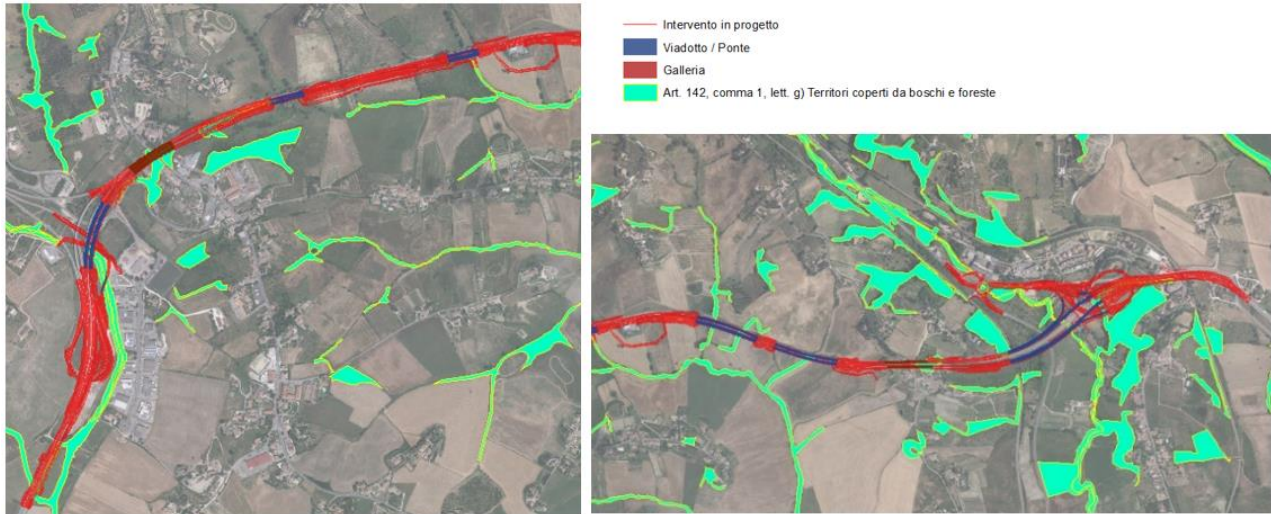 Intervento in progetto
Viadotto / Ponte
Galleria
Art. 142, comma 1, lett. g) Territori coperti da boschi e foreste